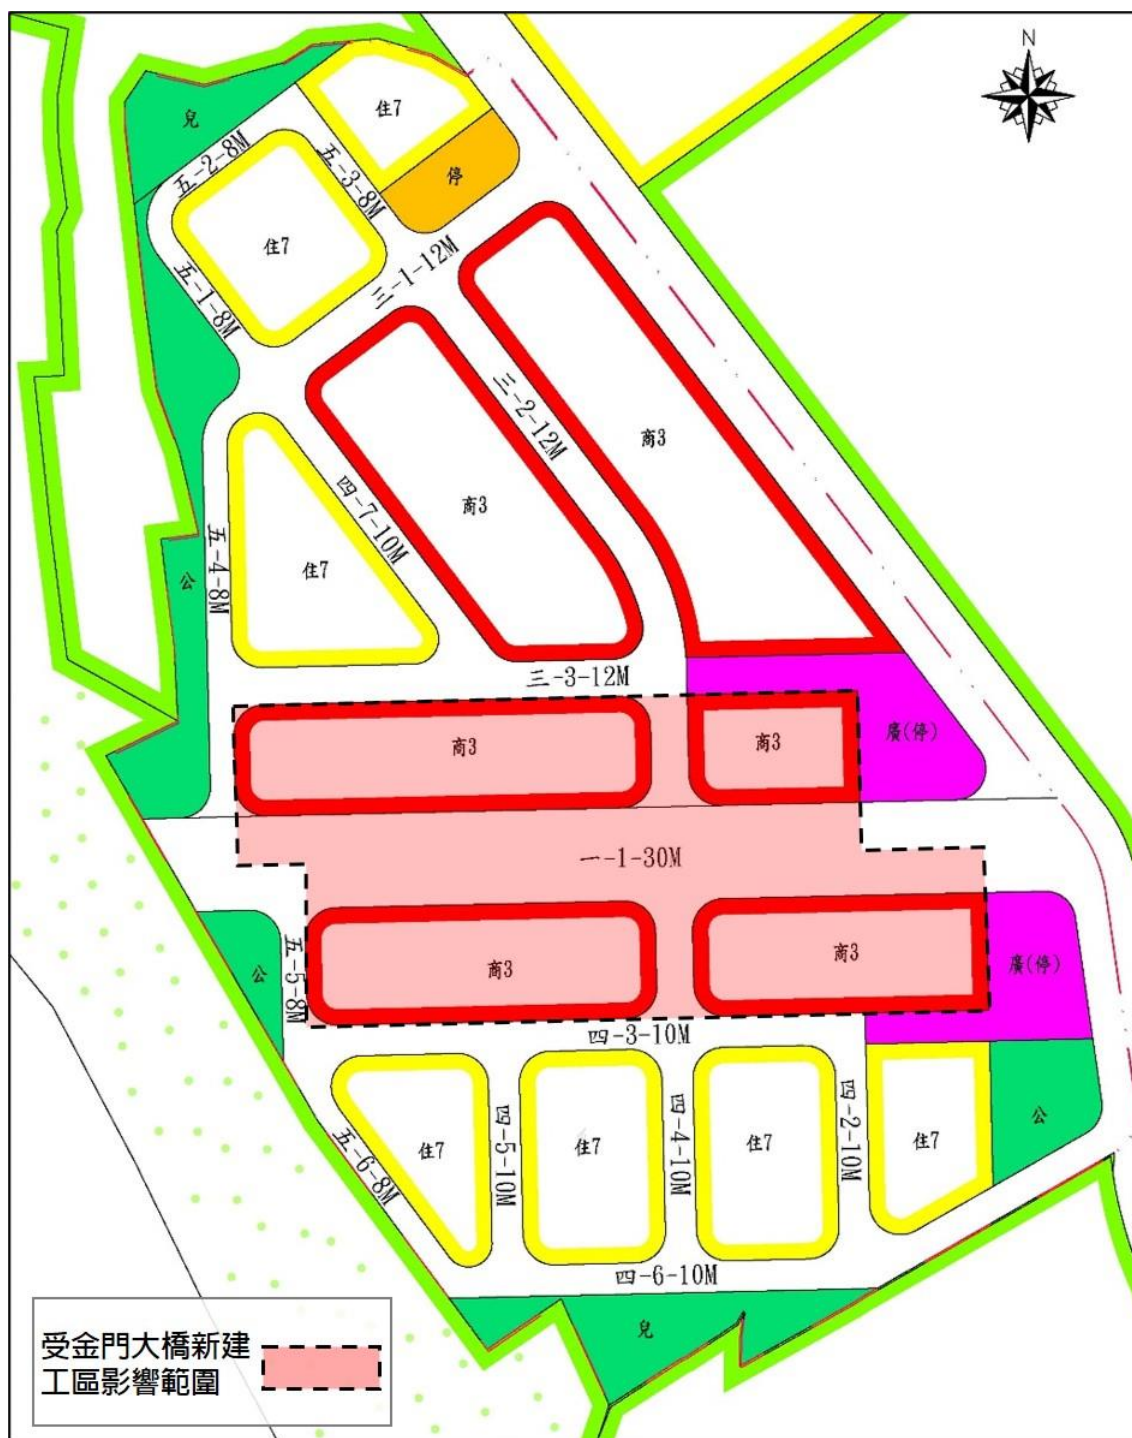 N
住7
兒
五-2-8M
五-3-8M
停
住7
三-1-12M
五-1-8M
三-2-12M
商3
四-7-10M
商3
五-4-8M
住7
公
三-3-12M
商3
商3
廣(停)
一-1-30M
五-5-8M
公
商3
商3
廣(停)
四-3-10M
五-6-8M
住7
四-5-10M
住7
四-4-10M
住7
四-2-10M
住7
公
四-6-10M
兒
受金門大橋新建
工區影響範圍